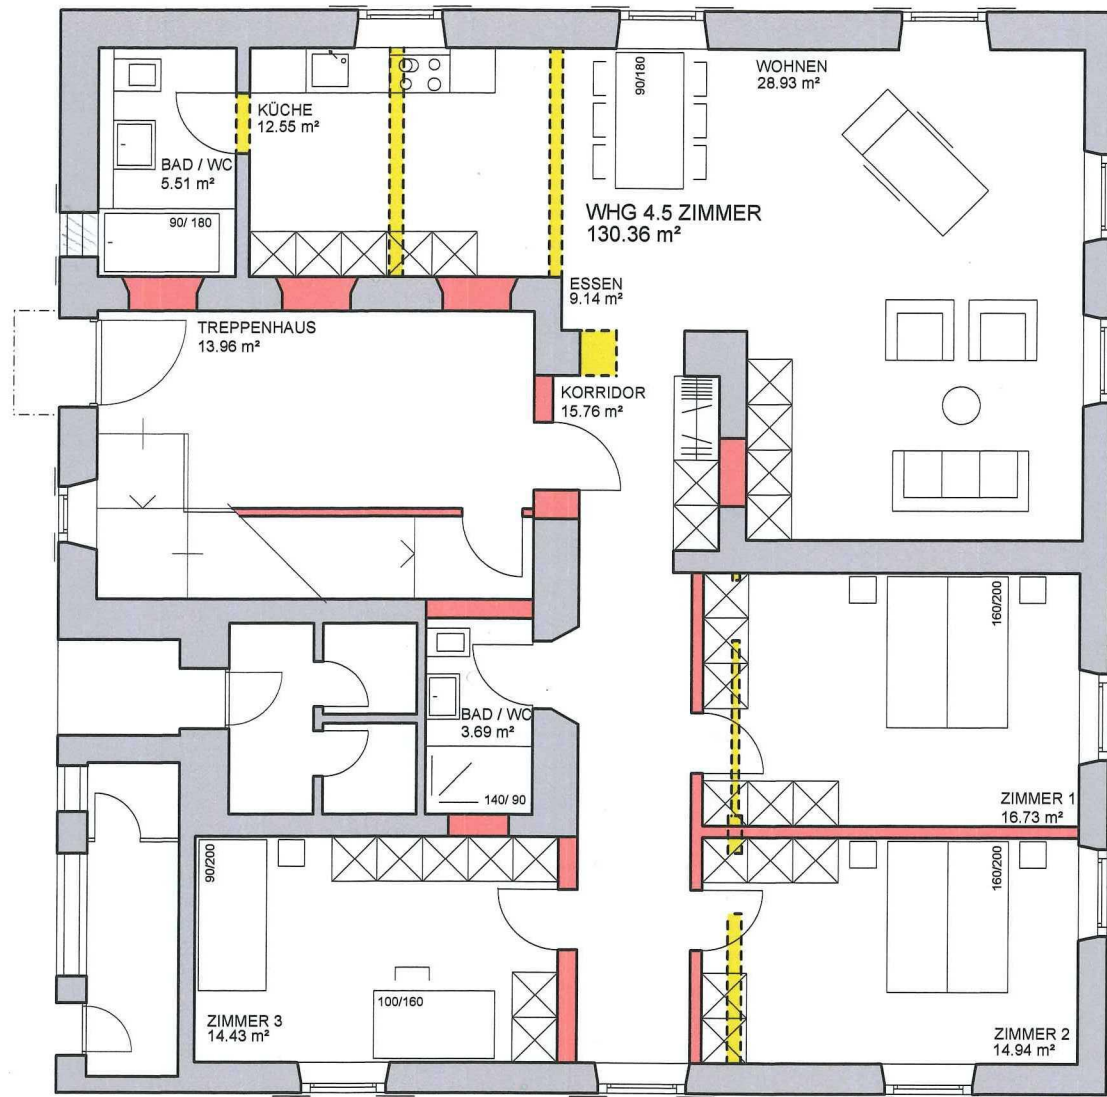 WOHNEN
28.93 m²
90/180
KÜCHE
12.55 m²
BAD / WC
5.51 m²
90/ 180
WHG 4.5 ZIMMER
130.36 m²
ESSEN
9.14 m²
TREPPENHAUS
13.96 m²
KORRIDOR
15.76 m²
160/200
BAD / WC
3.69 m²
140/ 90
ZIMMER 1
16.73 m²
90/200
160/200
100/160
ZIMMER 3
14.43 m²
ZIMMER 2
14.94 m²